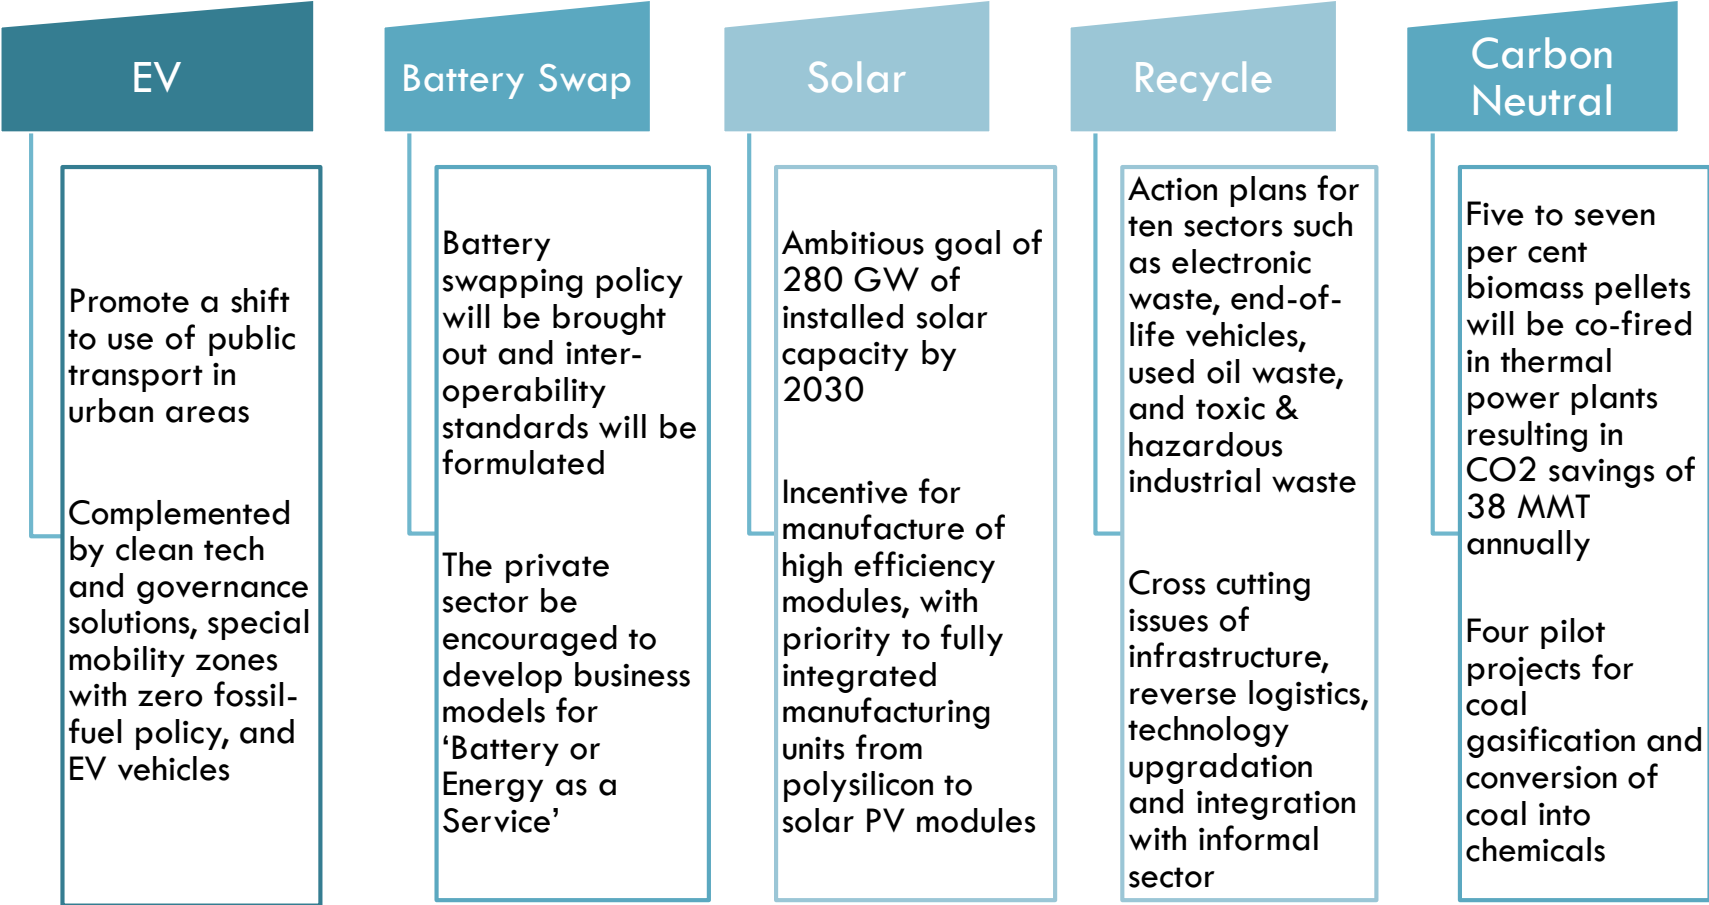 EV
Promote a shift
to use of public
transport in
urban areas
Complemented
by clean tech
and governance
solutions, special
mobility zones
with zero fossil-
fuel policy, and
EV vehicles
Battery Swap
Battery
swapping policy
will be brought
out and inter-
operability
standards will be
formulated
The private
sector be
encouraged to
develop business
models for
‘Battery or
Energy as a
Service’
Solar
Ambitious goal of
280 GW of
installed solar
capacity by
2030
Incentive for
manufacture of
high efficiency
modules, with
priority to fully
integrated
manufacturing
units from
polysilicon to
solar PV modules
Recycle
Action plans for
ten sectors such
as electronic
waste, end-of-
life vehicles,
used oil waste,
and toxic &
hazardous
industrial waste
Cross cutting
issues of
infrastructure,
reverse logistics,
technology
upgradation
and integration
with informal
sector
Carbon
Neutral
Five to seven
per cent
biomass pellets
will be co-fired
in thermal
power plants
resulting in
CO2 savings of
38 MMT
annually
Four pilot
projects for
coal
gasification and
conversion of
coal into
chemicals